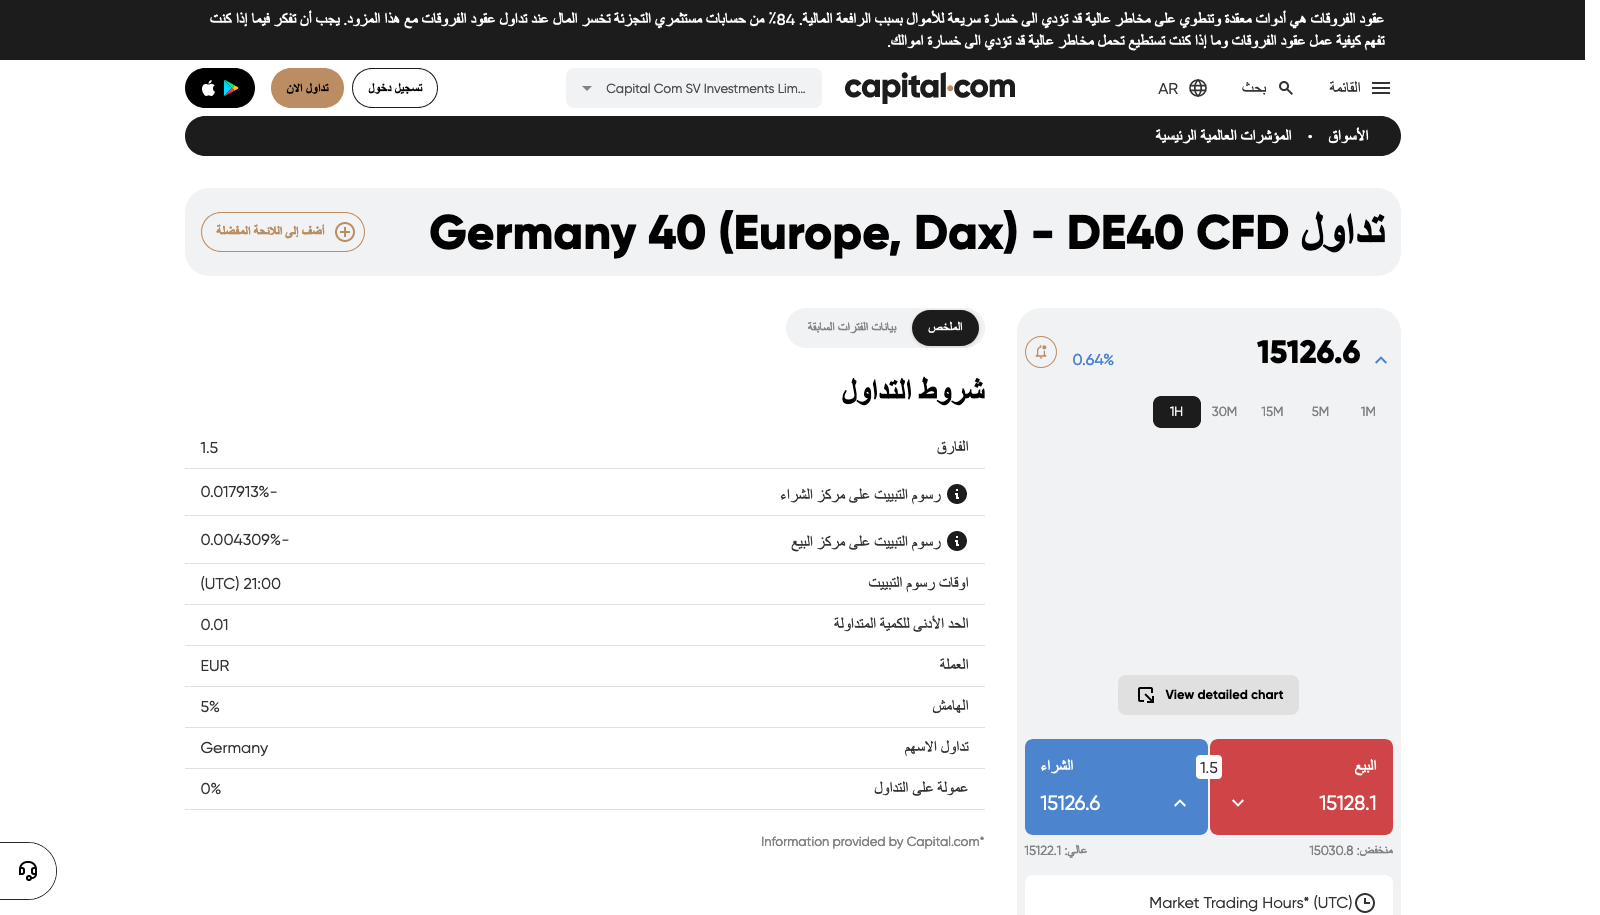 عقود الفروقات هي أدوات معقدة وتنطوي على مخاطر عالية قد تؤدي الى خسارة سريعة للأموال بسبب الرافعة المالية. 84٪ من حسابات مستثمري التجزئة تخسر المال عند تداول عقود الفروقات مع هذا المزود. يجب أن تفكر فيما إذا كنت
تفهم كيفية عمل عقود الفروقات وما إذا كنت تستطيع تحمل مخاطر عالية قد تؤدي الى خسارة اموالك.
القائمة
بحث
AR
capital.com
Capital Com SV Investments Lim...
تسجيل دخول
تداول الان
الأسواق • المؤشرات العالمية الرئيسية
تداول Germany 40 (Europe, Dax) - DE40 CFD
أضف إلى اللائحة المفضلة
15126.6
0.64%
1M
5M
15M
30M
1H
View detailed chart
البيع
15128.1
1.5
الشراء
15126.6
منخفض: 15030.8
عالي: 15122.1
Market Trading Hours* (UTC)
الملخص
بيانات الفترات السابقة
شروط التداول
الفارق 1.5
رسوم التبييت على مركز الشراء -0.017913%
رسوم التبييت على مركز البيع -0.004309%
اوقات رسوم التبييت 21:00 (UTC)
الحد الأدنى للكمية المتداولة 0.01
العملة EUR
الهامش 5%
تداول الاسهم Germany
عمولة على التداول 0%
Information provided by Capital.com*